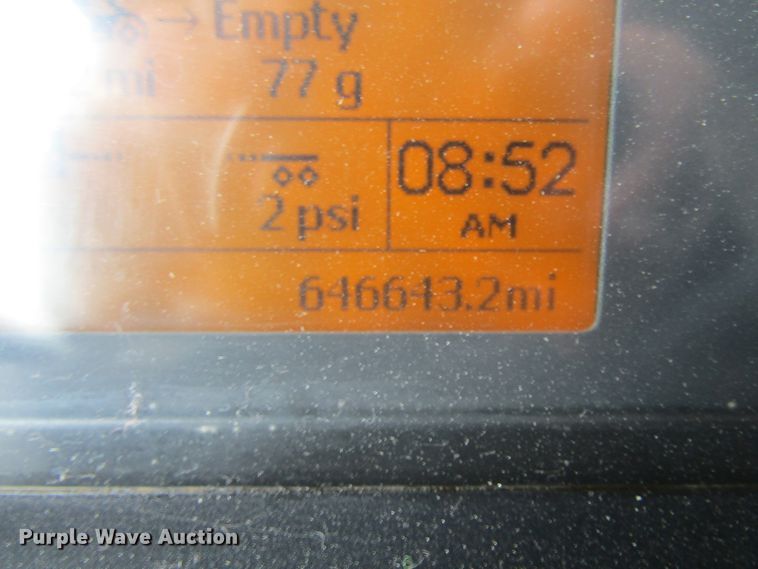 → Empty
mi 77 g
08:52
2 psi AM
646643.2mi
Purple Wave Auction